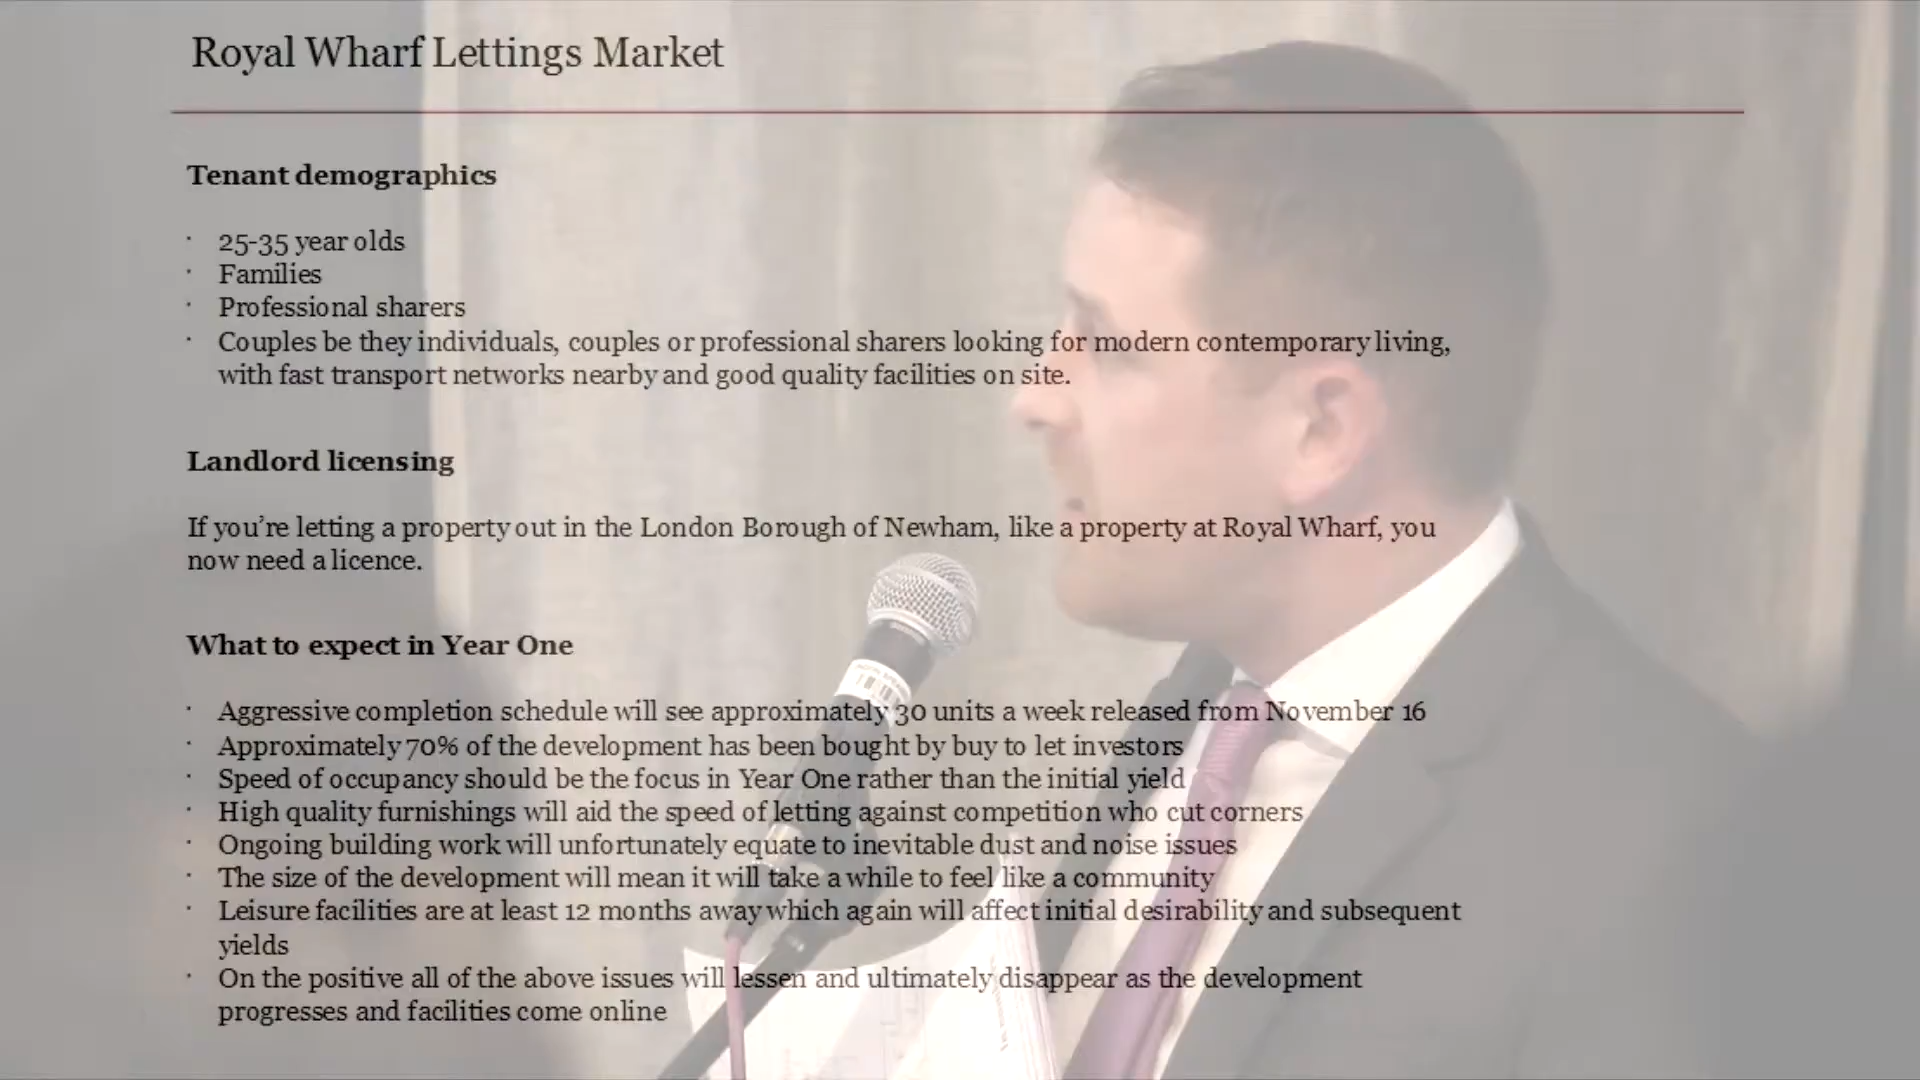 Royal Wharf Lettings Market
Tenant demographics
· 25-35 year olds
· Families
· Professional sharers
· Couples be they individuals, couples or professional sharers looking for modern contemporary living,
with fast transport networks nearby and good quality facilities on site.
Landlord licensing
If you're letting a property out in the London Borough of Newham, like a property at Royal Wharf, you
now need a licence.
What to expect in Year One
· Aggressive completion schedule will see approximately 30 units a week released from November 16
· Approximately 70% of the development has been bought by buy to let investors
· Speed of occupancy should be the focus in Year One rather than the initial yield
· High quality furnishings will aid the speed of letting against competition who cut corners
· Ongoing building work will unfortunately equate to inevitable dust and noise issues
· The size of the development will mean it will take a while to feel like a community
· Leisure facilities are at least 12 months away which again will affect initial desirability and subsequent
yields
· On the positive all of the above issues will lessen and ultimately disappear as the development
progresses and facilities come online